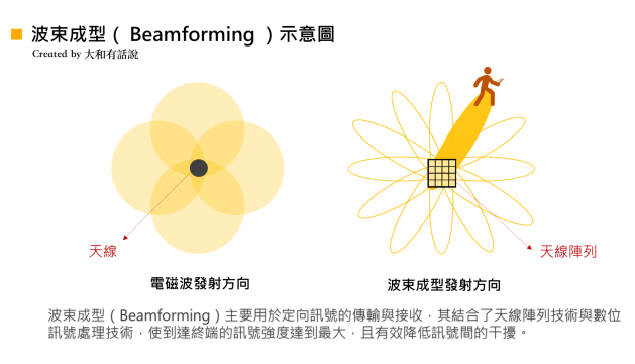 波束成型（ Beamforming ）示意圖
Created by 大和有話說
天線
天線陣列
電磁波發射方向
波束成型發射方向
波束成型（Beamforming）主要用於定向訊號的傳輸與接收，其結合了天線陣列技術與數位
訊號處理技術，使到達終端的訊號強度達到最大，且有效降低訊號間的干擾。